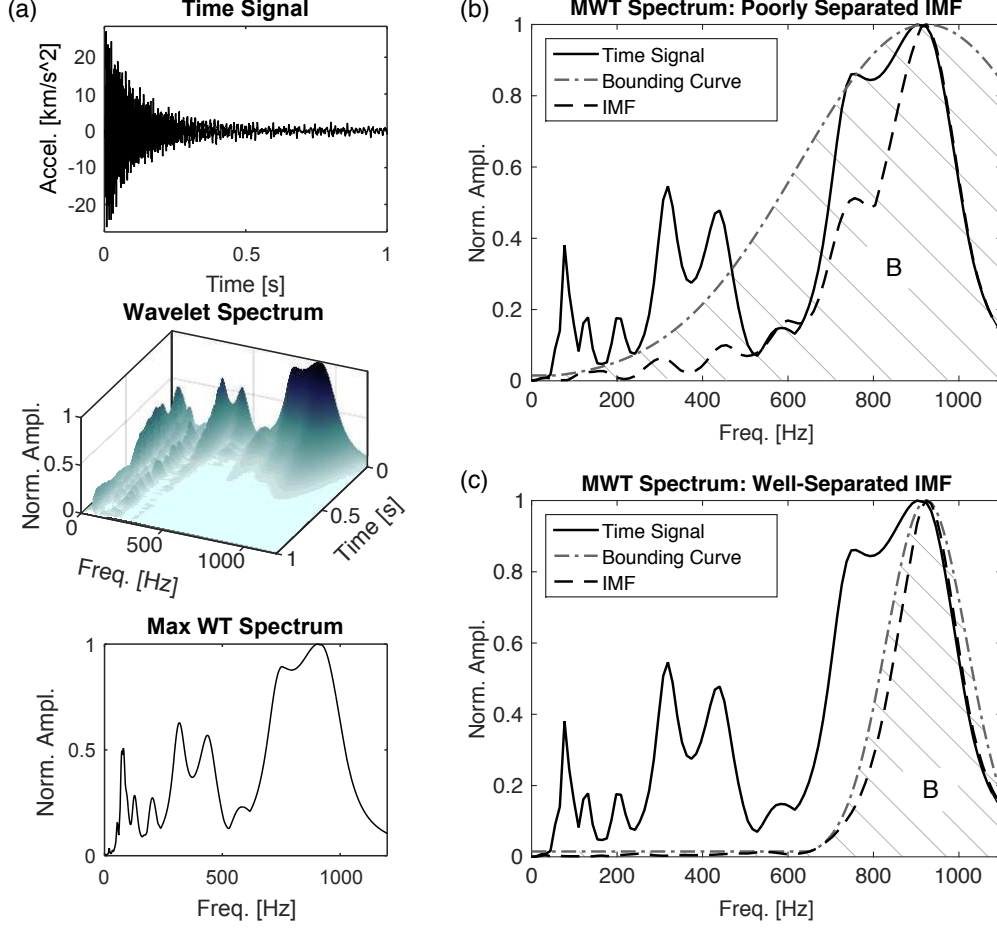 (a)
Time Signal
Accel. [km/s^2]
20
10
0
-10
-20
0
0.5
1
Time [s]
Wavelet Spectrum
Norm. Ampl.
1
0.5
0
0
500
1000
Freq. [Hz]
0
0.5
1
Time [s]
Max WT Spectrum
Norm. Ampl.
1
0.5
0
0
500
1000
Freq. [Hz]
(b)
MWT Spectrum: Poorly Separated IMF
Time Signal
Bounding Curve
IMF
Norm. Ampl.
1
0.8
0.6
0.4
0.2
0
B
0
200
400
600
800
1000
Freq. [Hz]
(c)
MWT Spectrum: Well-Separated IMF
Time Signal
Bounding Curve
IMF
Norm. Ampl.
1
0.8
0.6
0.4
0.2
0
B
0
200
400
600
800
1000
Freq. [Hz]